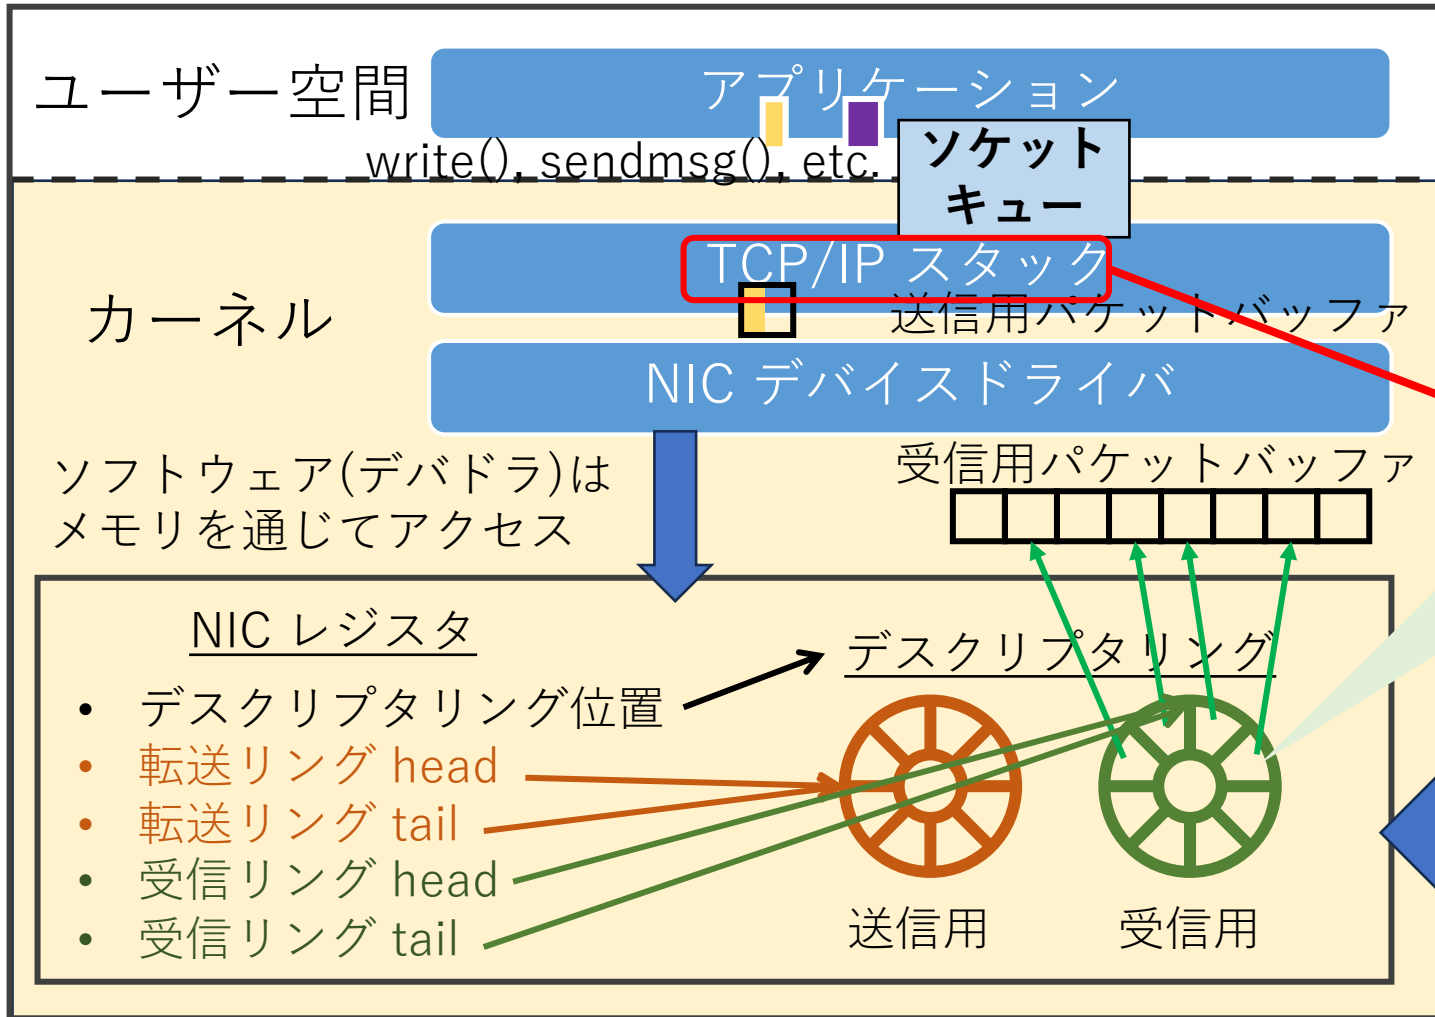 ユーザー空間
アプリケーション
write(), sendmsg(), etc.
ソケット
キュー
TCP/IP スタック
カーネル
送信用パケットバッファ
NIC デバイスドライバ
ソフトウェア(デバドラ)は
メモリを通じてアクセス
受信用パケットバッファ
NIC レジスタ
• デスクリプタリング位置
• 転送リング head
• 転送リング tail
• 受信リング head
• 受信リング tail
デスクリプタリング
送信用
受信用